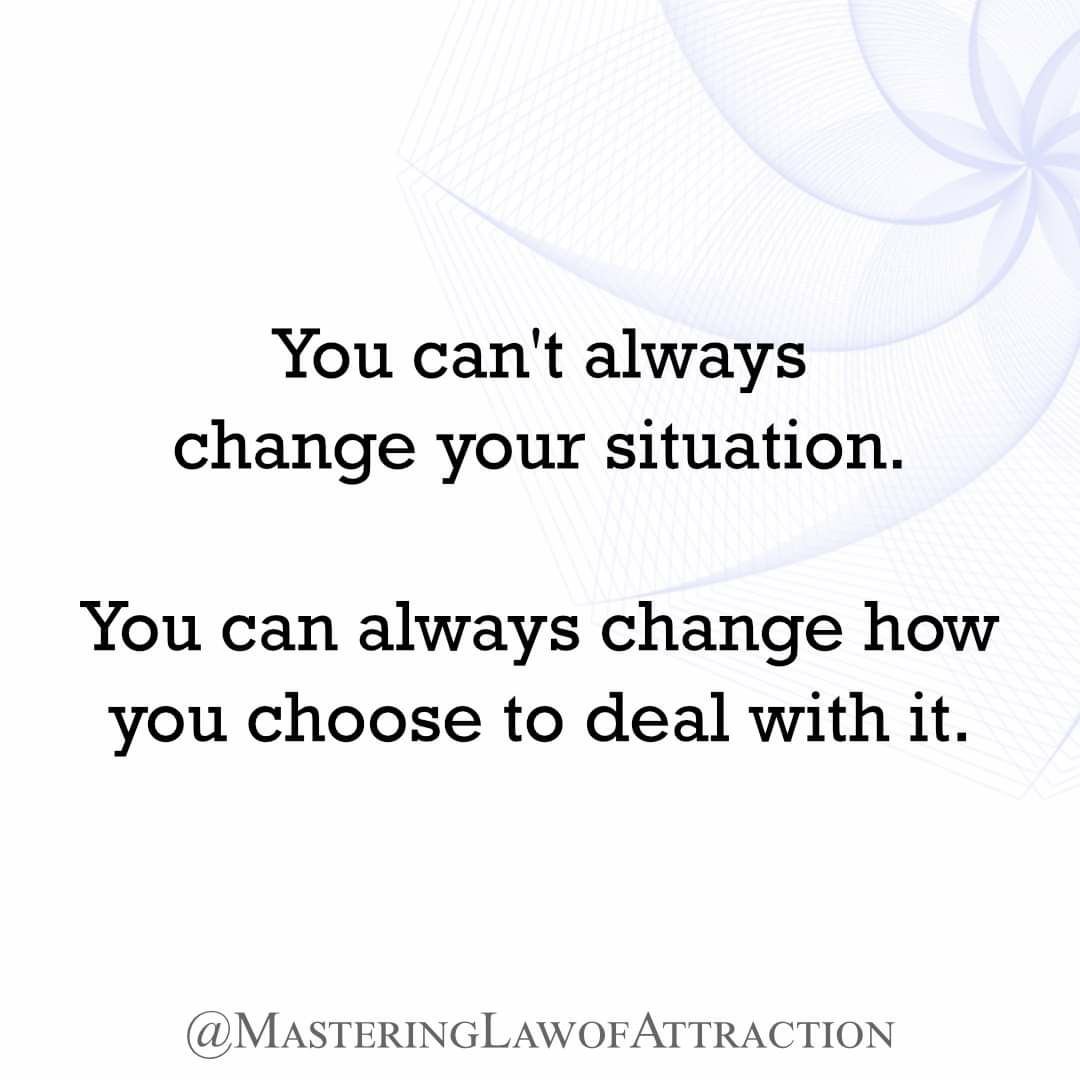 You can't always
change your situation.
You can always change how
you choose to deal with it.
@MasteringLawofAttraction